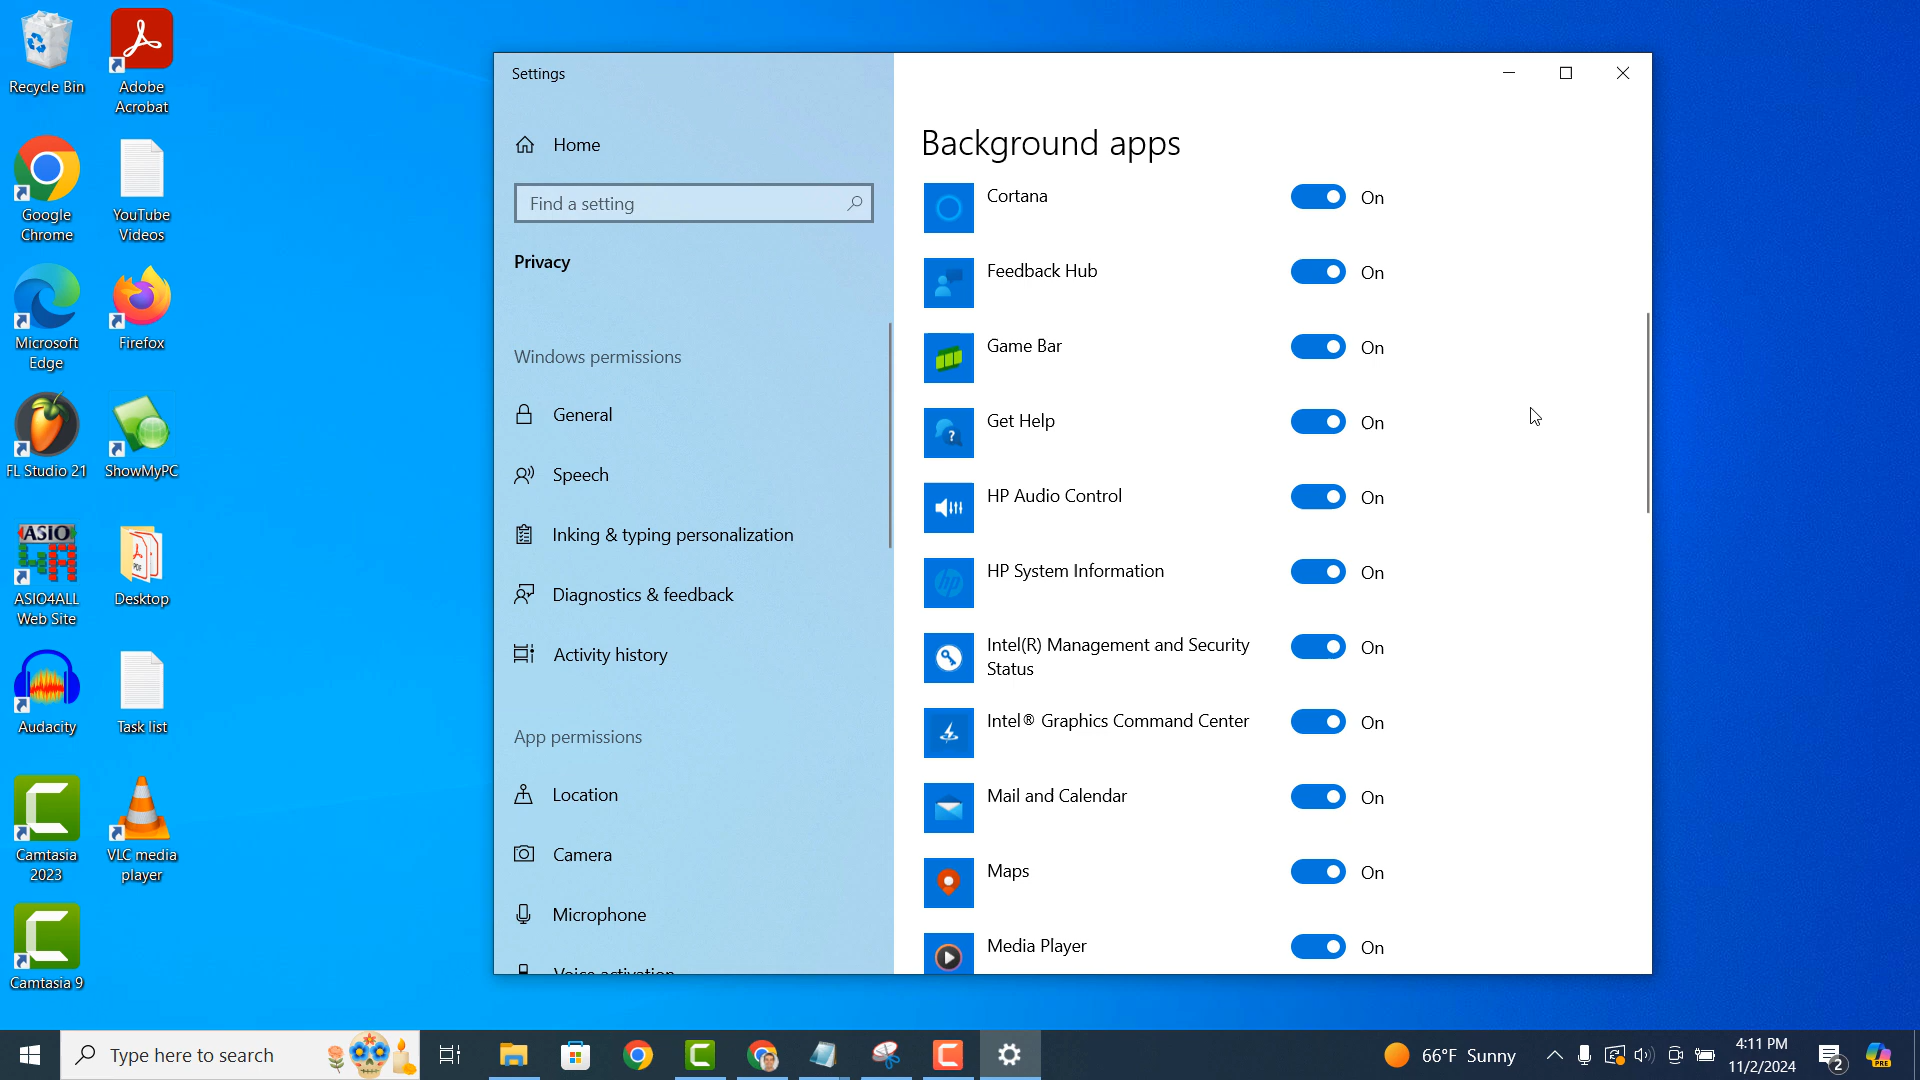 Recycle Bin
Adobe
Acrobat
Google
Chrome
YouTube
Videos
Microsoft
Edge
Firefox
FL Studio 21
ShowMyPC
ASIO
ASIO4ALL
Web Site
PDF
Desktop
Audacity
Task list
Camtasia
2023
VLC media
player
Camtasia 9
Settings
Home
Find a setting
Privacy
Windows permissions
General
Speech
Inking & typing personalization
Diagnostics & feedback
Activity history
App permissions
Location
Camera
Microphone
Voice activation
Background apps
Cortana On
Feedback Hub On
Game Bar On
Get Help On
HP Audio Control On
hp
HP System Information On
Intel(R) Management and Security
Status On
Intel® Graphics Command Center On
Mail and Calendar On
Maps On
Media Player On
Type here to search
66°F Sunny
4:11 PM
11/2/2024
2
PRE